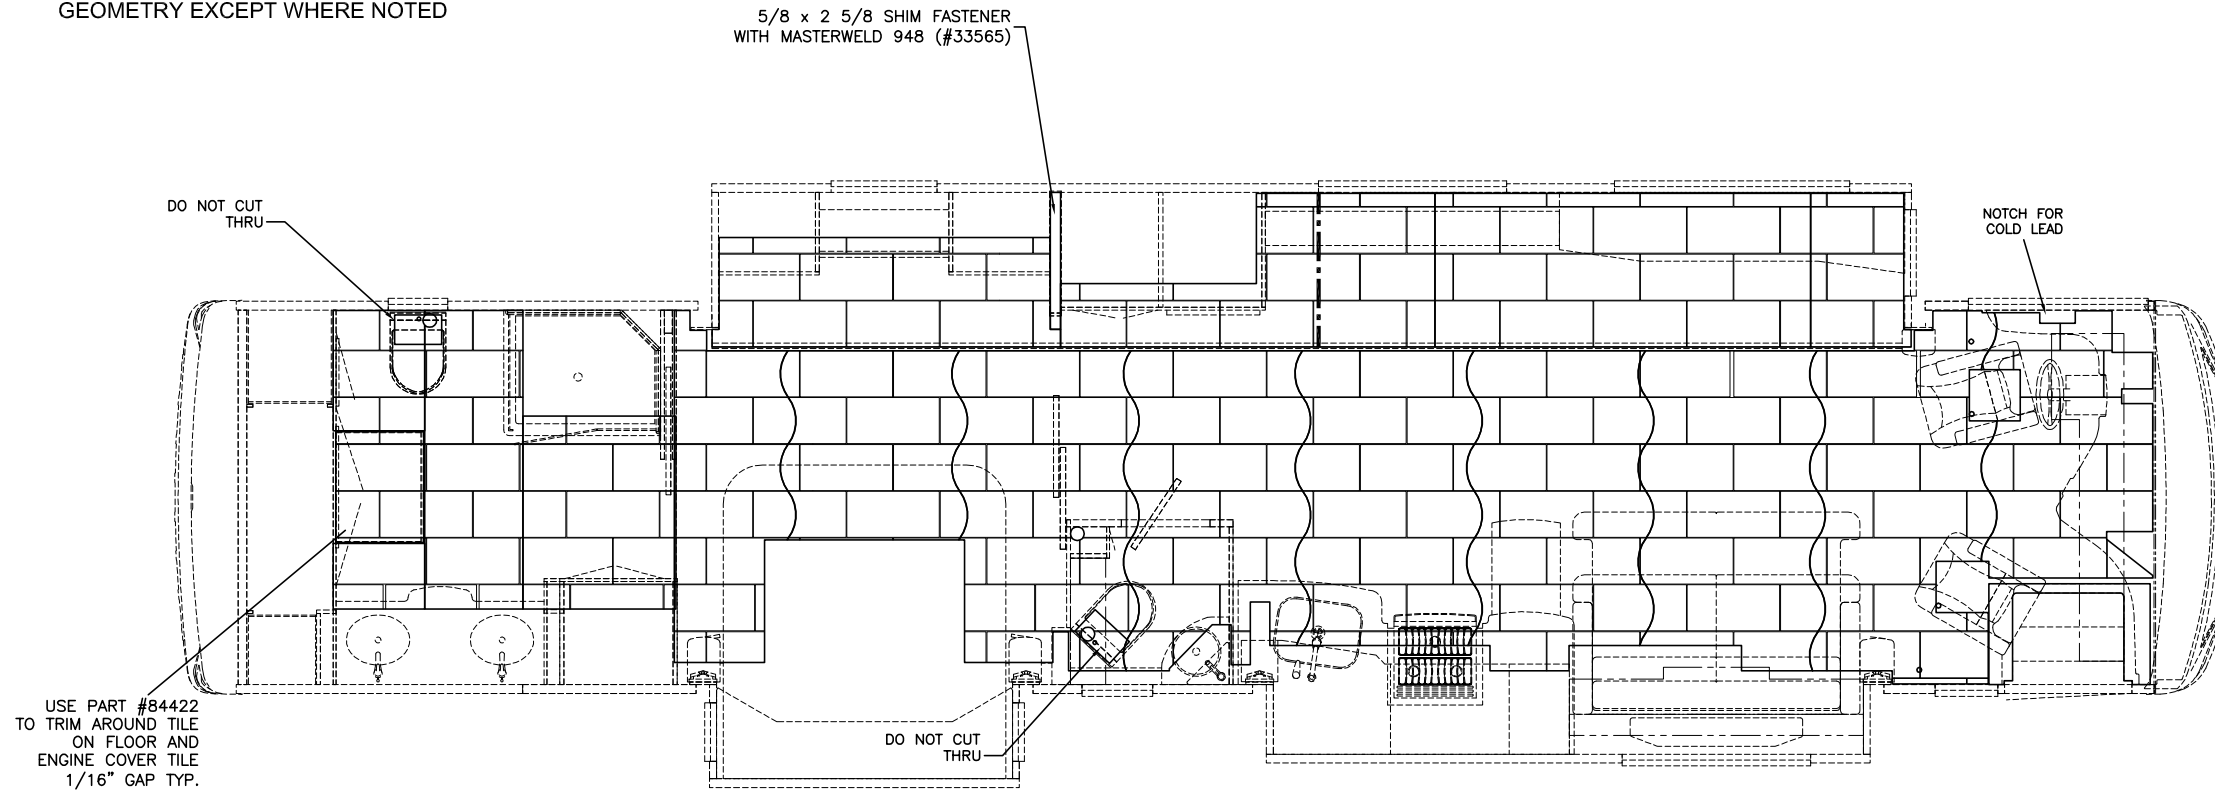 GEOMETRY EXCEPT WHERE NOTED
5/8 x 2 5/8 SHIM FASTENER
WITH MASTERWELD 948 (#33565)
DO NOT CUT
THRU
NOTCH FOR
COLD LEAD
USE PART #84422
TO TRIM AROUND TILE
ON FLOOR AND
ENGINE COVER TILE
1/16" GAP TYP.
DO NOT CUT
THRU